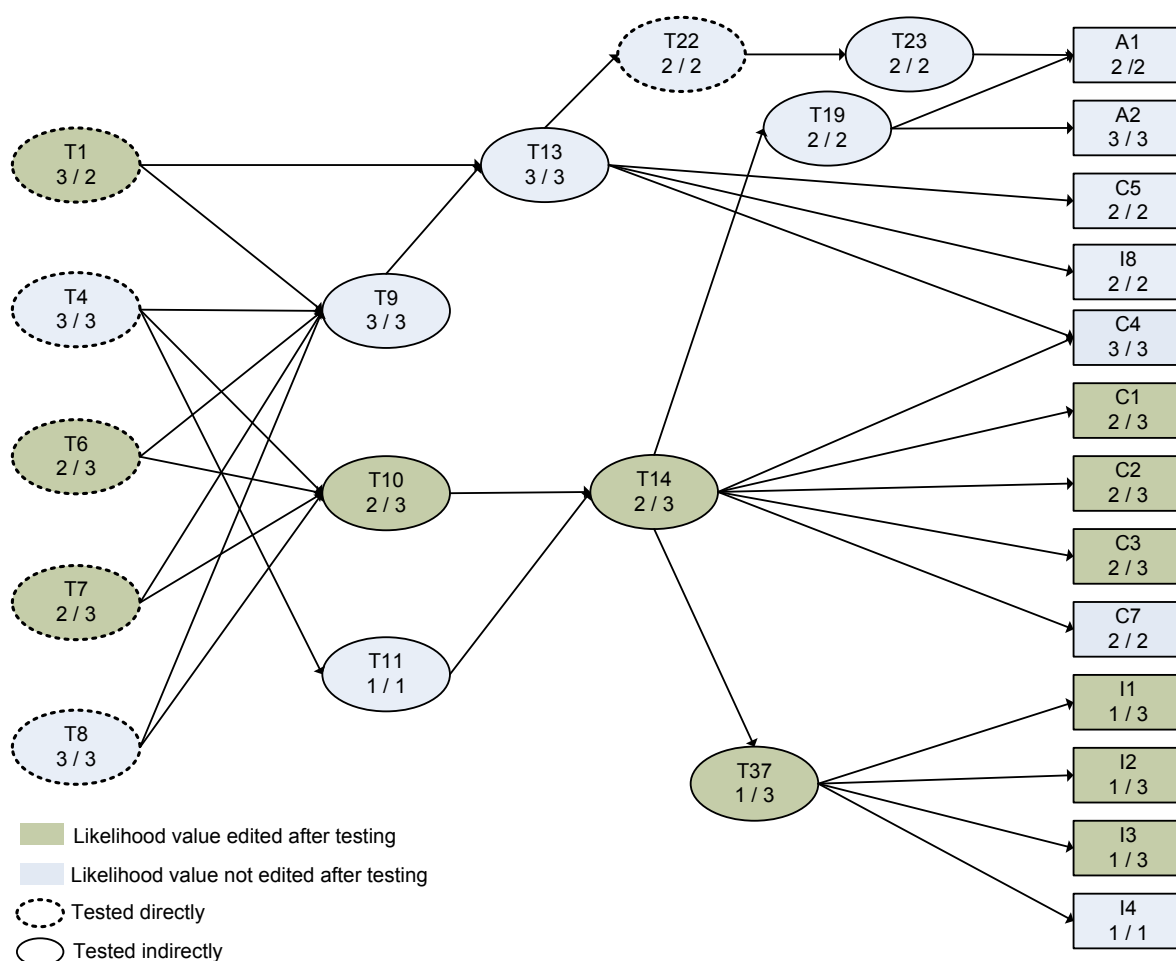 T22
2 / 2
T23
2 / 2
A1
2 /2
T19
2 / 2
A2
3 / 3
T1
3 / 2
T13
3 / 3
C5
2 / 2
I8
2 / 2
T4
3 / 3
T9
3 / 3
C4
3 / 3
C1
2 / 3
T6
2 / 3
T10
2 / 3
T14
2 / 3
C2
2 / 3
C3
2 / 3
T7
2 / 3
C7
2 / 2
T11
1 / 1
I1
1 / 3
T8
3 / 3
T37
1 / 3
I2
1 / 3
I3
1 / 3
I4
1 / 1
Likelihood value edited after testing
Likelihood value not edited after testing
Tested directly
Tested indirectly